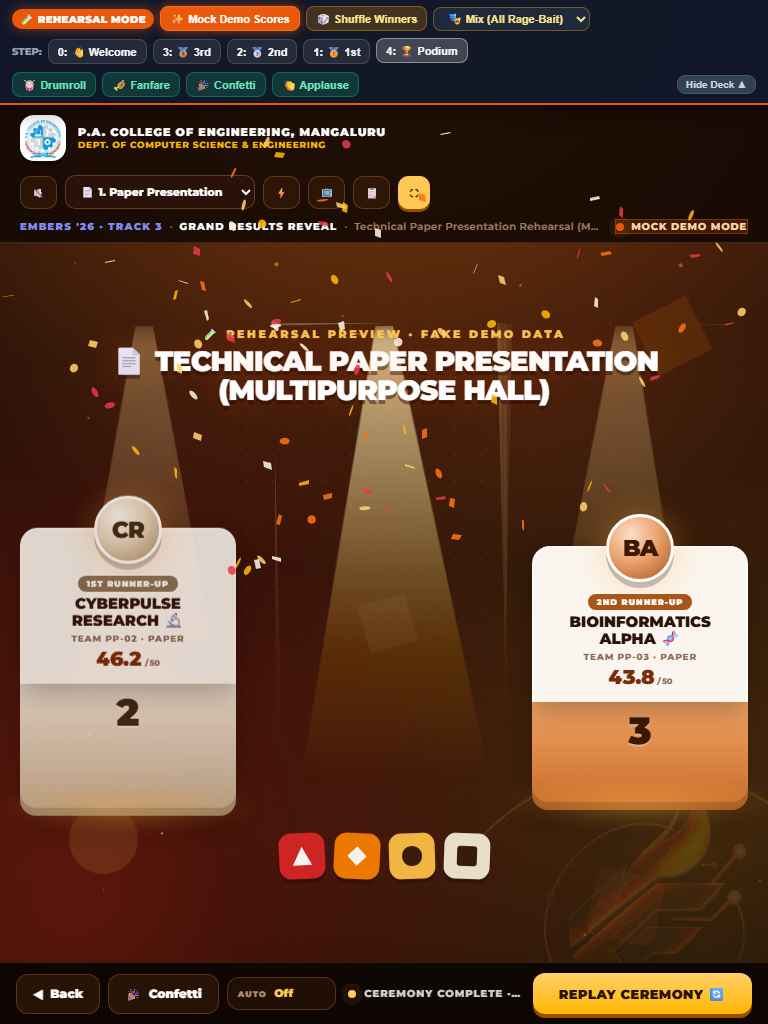 REHEARSAL MODE
Mock Demo Scores
Shuffle Winners
Mix (All Rage-Bait)
STEP:
0: Welcome
3: 3rd
2: 2nd
1: 1st
4: Podium
Drumroll
Fanfare
Confetti
Applause
Hide Deck ▲
P.A. COLLEGE OF ENGINEERING, MANGALURU
DEPT. OF COMPUTER SCIENCE & ENGINEERING
1. Paper Presentation
EMBERS '26 • TRACK 3 · GRAND RESULTS REVEAL · Technical Paper Presentation Rehearsal (M...
MOCK DEMO MODE
REHEARSAL PREVIEW • FAKE DEMO DATA
TECHNICAL PAPER PRESENTATION
(MULTIPURPOSE HALL)
CR
1ST RUNNER-UP
CYBERPULSE
RESEARCH
TEAM PP-02 • PAPER
46.2 /50
2
BA
2ND RUNNER-UP
BIOINFORMATICS
ALPHA
TEAM PP-03 • PAPER
43.8 /50
3
◀ Back
Confetti
AUTO Off
CEREMONY COMPLETE •...
REPLAY CEREMONY